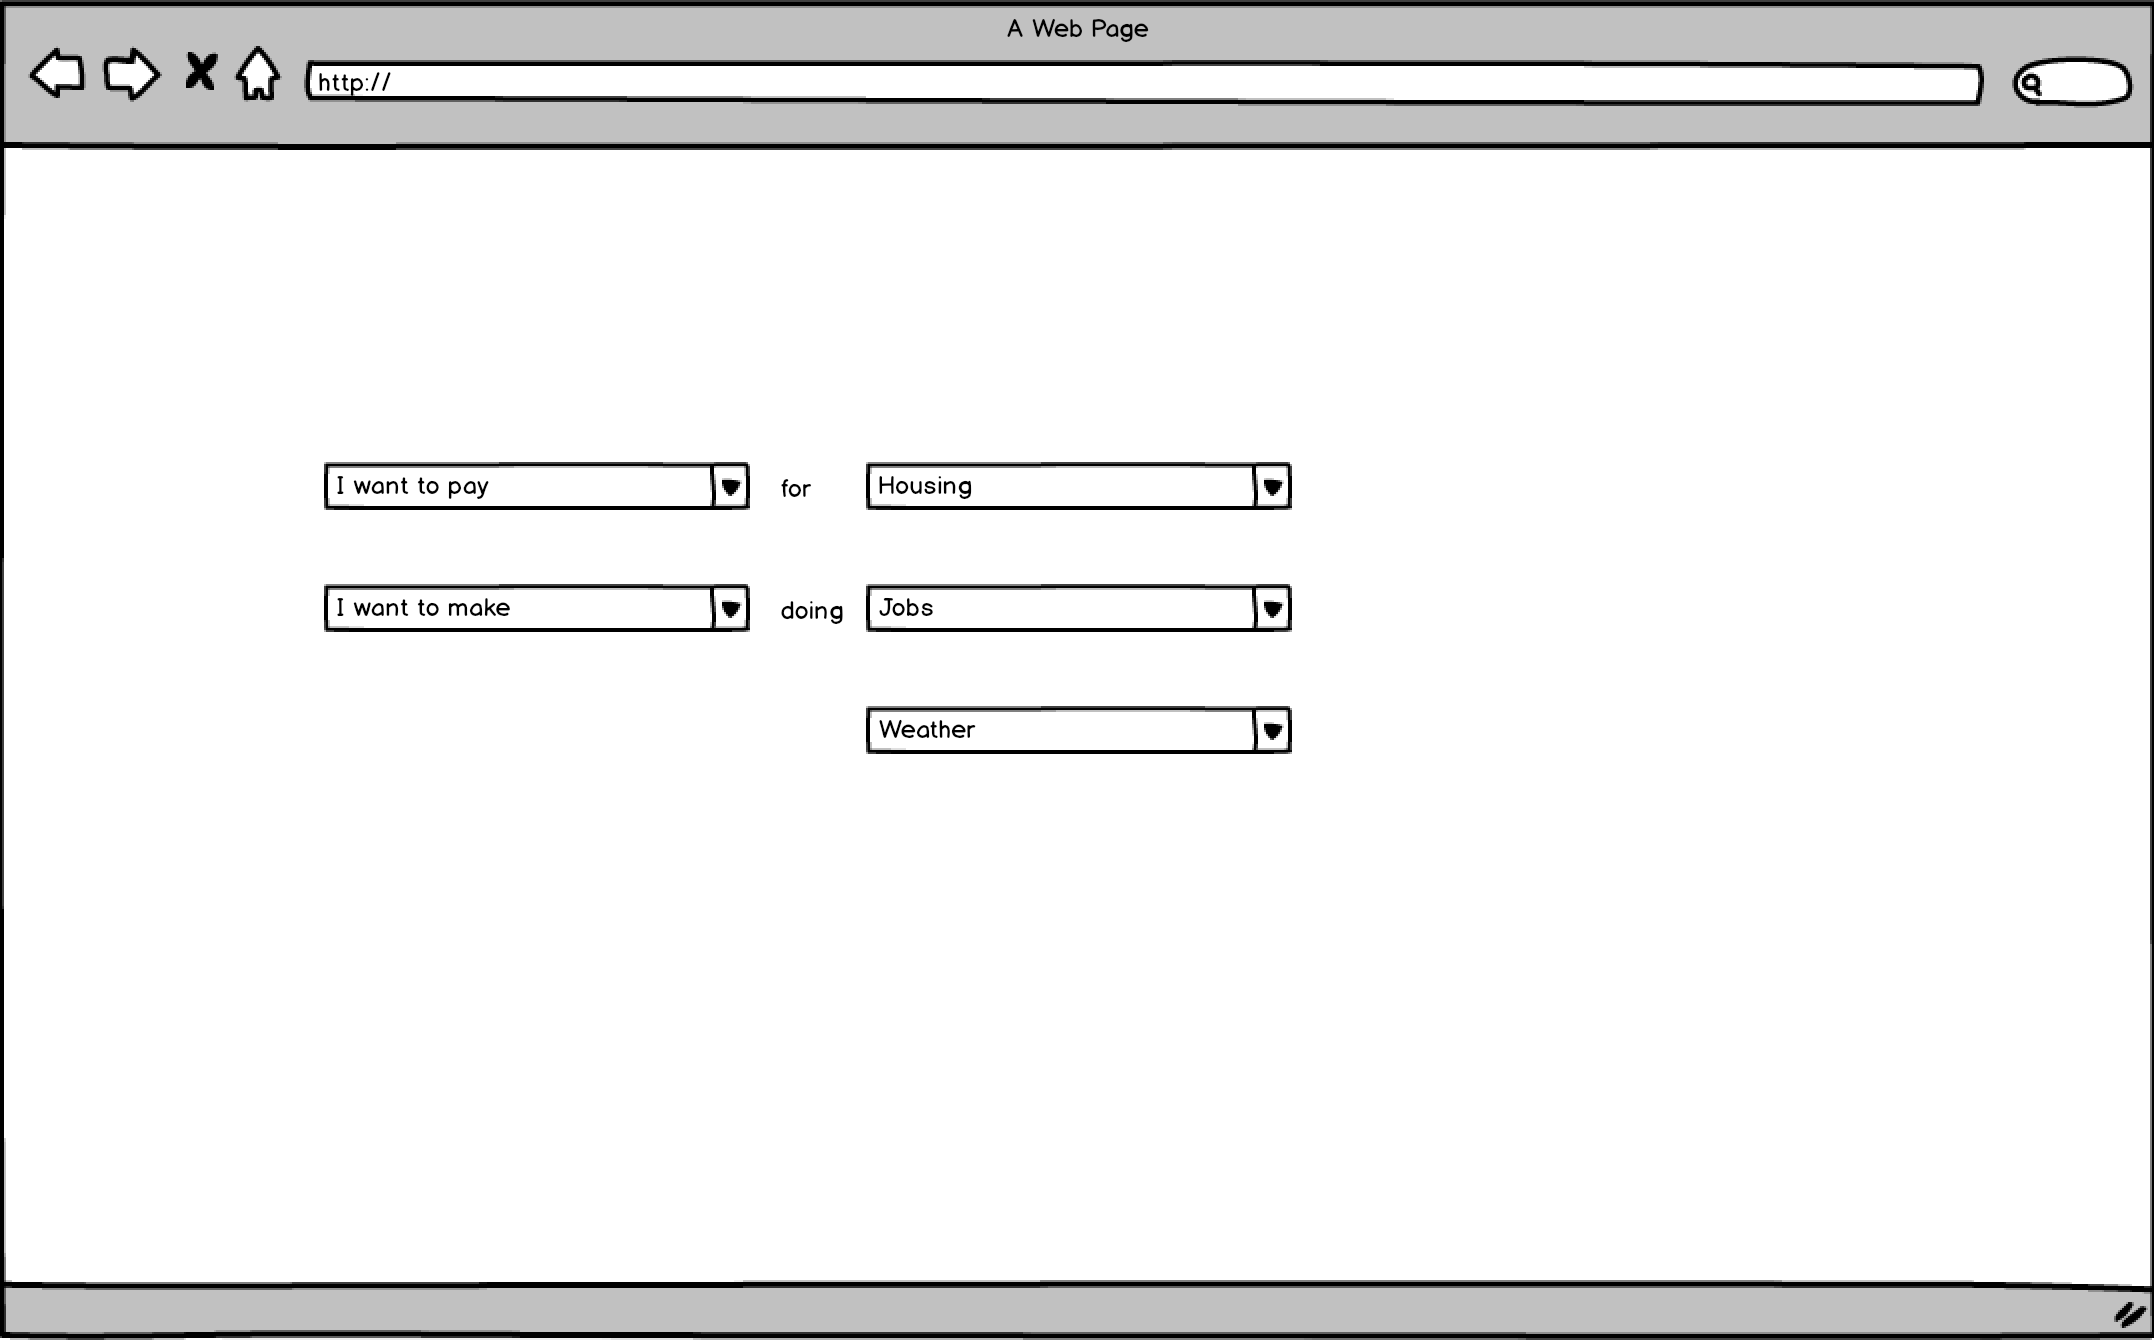 A Web Page
http://
I want to pay for Housing
I want to make doing Jobs
Weather